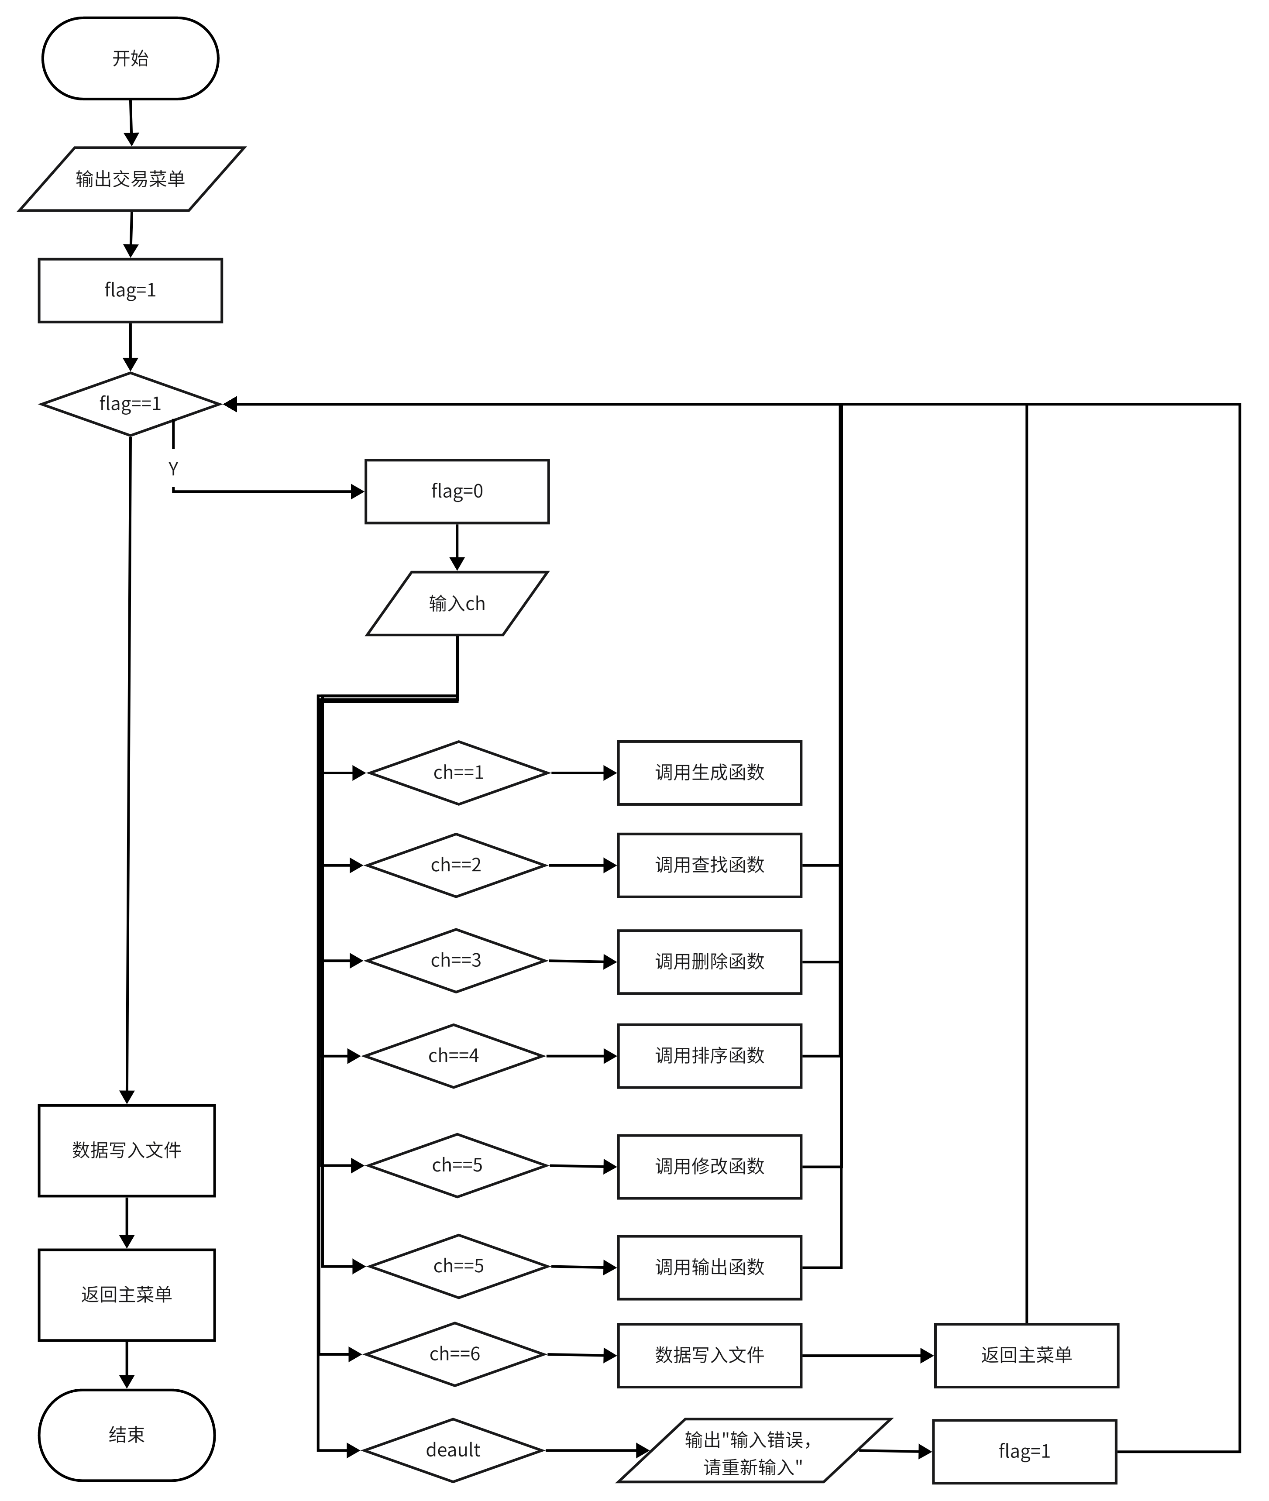 开始
输出交易菜单
flag=1
flag==1
Y
flag=0
输入ch
ch==1
调用生成函数
ch==2
调用查找函数
ch==3
调用删除函数
ch==4
调用排序函数
数据写入文件
ch==5
调用修改函数
ch==5
调用输出函数
返回主菜单
ch==6
数据写入文件
返回主菜单
结束
deault
输出"输入错误，
请重新输入"
flag=1